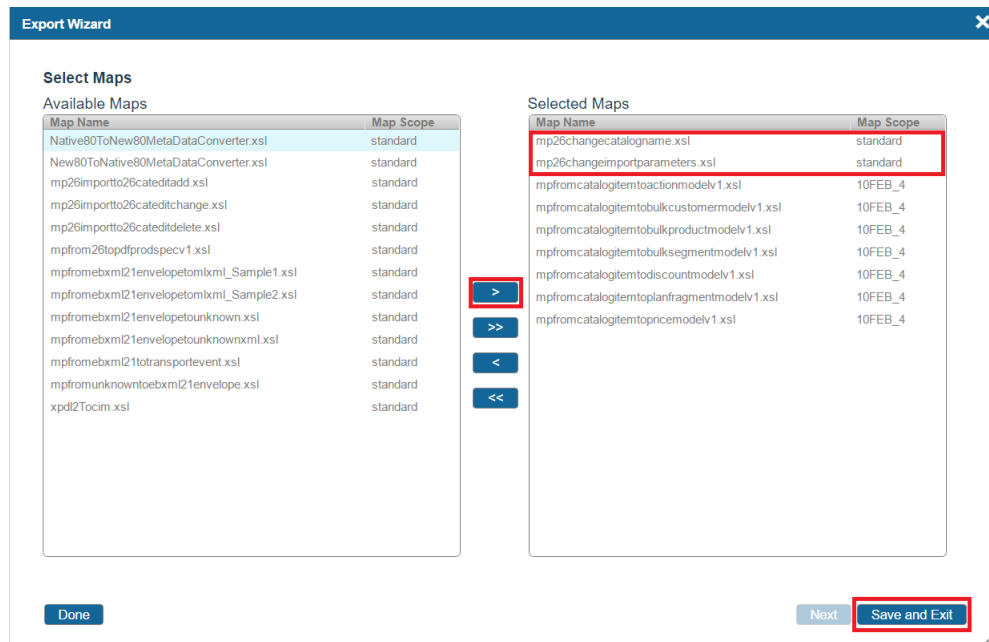 Export Wizard
Select Maps
Available Maps
Map Name Map Scope
Native80ToNew80MetaDataConverter.xsl standard
New80ToNative80MetaDataConverter.xsl standard
mp26importto26cateditadd.xsl standard
mp26importto26cateditchange.xsl standard
mp26importto26cateditdelete.xsl standard
mpfrom26topdfprodspecv1.xsl standard
mpfromebxml21envelopetomlxml_Sample1.xsl standard
mpfromebxml21envelopetomlxml_Sample2.xsl standard
mpfromebxml21envelopetounknown.xsl standard
mpfromebxml21envelopetounknownxml.xsl standard
mpfromebxml21totransportevent.xsl standard
mpfromunknowntoebxml21envelope.xsl standard
xpdl2Tocim.xsl standard
>
>>
<
<<
Selected Maps
Map Name Map Scope
mp26changecatalogname.xsl standard
mp26changeimportparameters.xsl standard
mpfromcatalogitemtoactionmodelv1.xsl 10FEB_4
mpfromcatalogitemtobulkcustomermodelv1.xsl 10FEB_4
mpfromcatalogitemtobulkproductmodelv1.xsl 10FEB_4
mpfromcatalogitemtobulksegmentmodelv1.xsl 10FEB_4
mpfromcatalogitemtodiscountmodelv1.xsl 10FEB_4
mpfromcatalogitemtoplanfragmentmodelv1.xsl 10FEB_4
mpfromcatalogitemtopricemodelv1.xsl 10FEB_4
Done Next Save and Exit